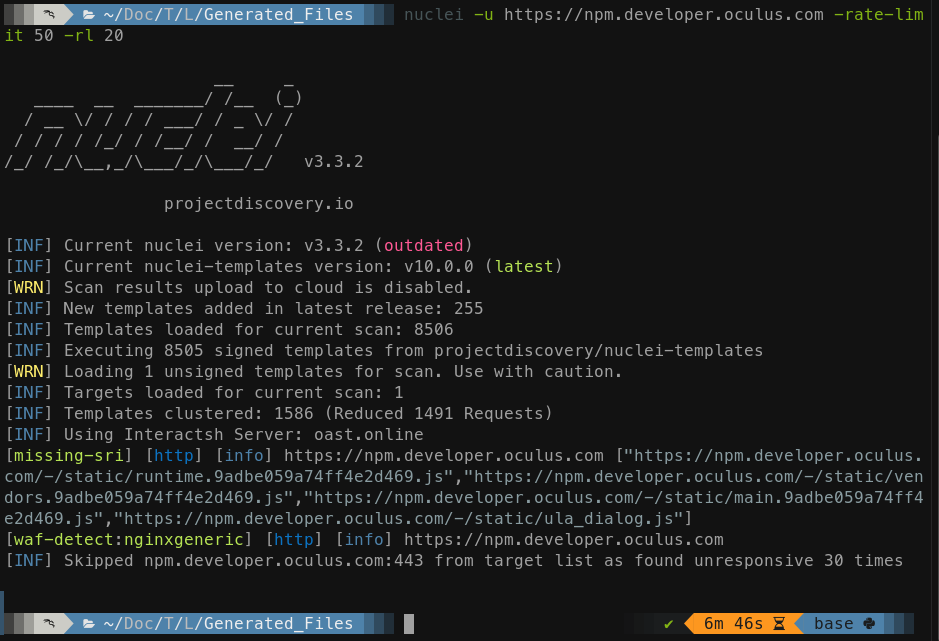 ~/Doc/T/L/Generated_Files nuclei -u https://npm.developer.oculus.com -rate-lim
it 50 -rl 20
                     __     _
   ____  __  _______/ /__  (_)
  / __ \/ / / / ___/ / _ \/ /
 / / / / /_/ / /__/ /  __/ /
/_/ /_/\__,_/\___/_/\___/_/   v3.3.2
projectdiscovery.io
[INF] Current nuclei version: v3.3.2 (outdated)
[INF] Current nuclei-templates version: v10.0.0 (latest)
[WRN] Scan results upload to cloud is disabled.
[INF] New templates added in latest release: 255
[INF] Templates loaded for current scan: 8506
[INF] Executing 8505 signed templates from projectdiscovery/nuclei-templates
[WRN] Loading 1 unsigned templates for scan. Use with caution.
[INF] Targets loaded for current scan: 1
[INF] Templates clustered: 1586 (Reduced 1491 Requests)
[INF] Using Interactsh Server: oast.online
[missing-sri] [http] [info] https://npm.developer.oculus.com ["https://npm.developer.oculus.
com/-/static/runtime.9adbe059a74ff4e2d469.js","https://npm.developer.oculus.com/-/static/ven
dors.9adbe059a74ff4e2d469.js","https://npm.developer.oculus.com/-/static/main.9adbe059a74ff4
e2d469.js","https://npm.developer.oculus.com/-/static/ula_dialog.js"]
[waf-detect:nginxgeneric] [http] [info] https://npm.developer.oculus.com
[INF] Skipped npm.developer.oculus.com:443 from target list as found unresponsive 30 times
~/Doc/T/L/Generated_Files ✔ 6m 46s base